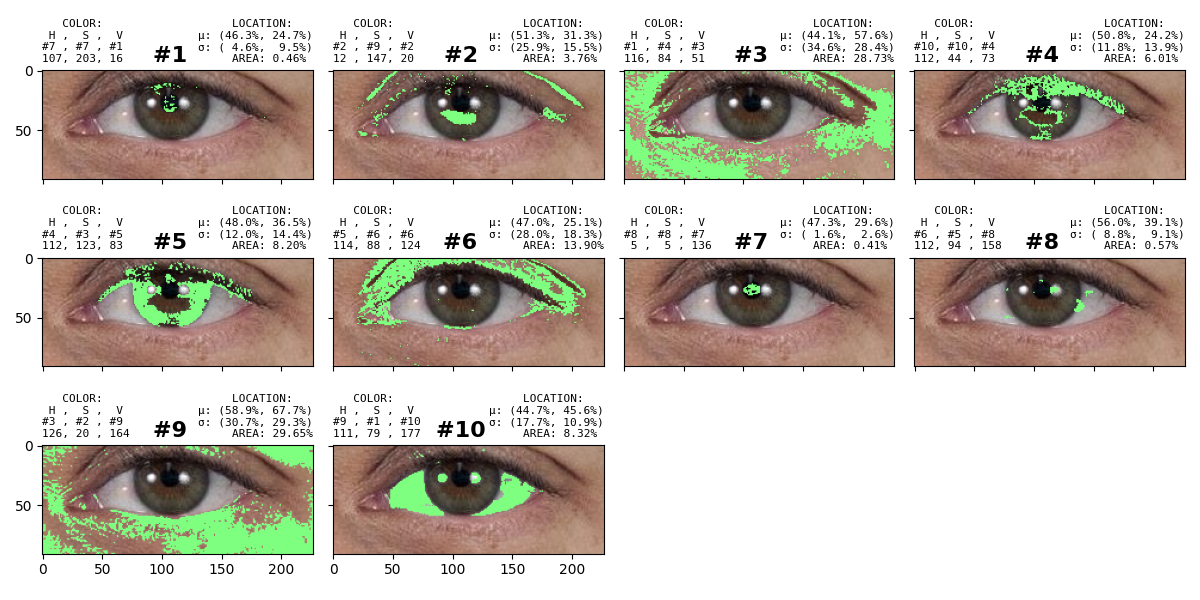 COLOR: LOCATION:
H , S , V μ: (46.3%, 24.7%)
#7 , #7 , #1 #1 σ: ( 4.6%, 9.5%)
107, 203, 16 AREA: 0.46%
COLOR: LOCATION:
H , S , V μ: (51.3%, 31.3%)
#2 , #9 , #2 #2 σ: (25.9%, 15.5%)
12 , 147, 20 AREA: 3.76%
COLOR: LOCATION:
H , S , V μ: (44.1%, 57.6%)
#1 , #4 , #3 #3 σ: (34.6%, 28.4%)
116, 84 , 51 AREA: 28.73%
COLOR: LOCATION:
H , S , V μ: (50.8%, 24.2%)
#10, #10, #4 #4 σ: (11.8%, 13.9%)
112, 44 , 73 AREA: 6.01%
0
50
COLOR: LOCATION:
H , S , V μ: (48.0%, 36.5%)
#4 , #3 , #5 #5 σ: (12.0%, 14.4%)
112, 123, 83 AREA: 8.20%
COLOR: LOCATION:
H , S , V μ: (47.0%, 25.1%)
#5 , #6 , #6 #6 σ: (28.0%, 18.3%)
114, 88 , 124 AREA: 13.90%
COLOR: LOCATION:
H , S , V μ: (47.3%, 29.6%)
#8 , #8 , #7 #7 σ: ( 1.6%, 2.6%)
5 , 5 , 136 AREA: 0.41%
COLOR: LOCATION:
H , S , V μ: (56.0%, 39.1%)
#6 , #5 , #8 #8 σ: ( 8.8%, 9.1%)
112, 94 , 158 AREA: 0.57%
0
50
COLOR: LOCATION:
H , S , V μ: (58.9%, 67.7%)
#3 , #2 , #9 #9 σ: (30.7%, 29.3%)
126, 20 , 164 AREA: 29.65%
COLOR: LOCATION:
H , S , V μ: (44.7%, 45.6%)
#9 , #1 , #10 #10 σ: (17.7%, 10.9%)
111, 79 , 177 AREA: 8.32%
0
50
0 50 100 150 200
0 50 100 150 200